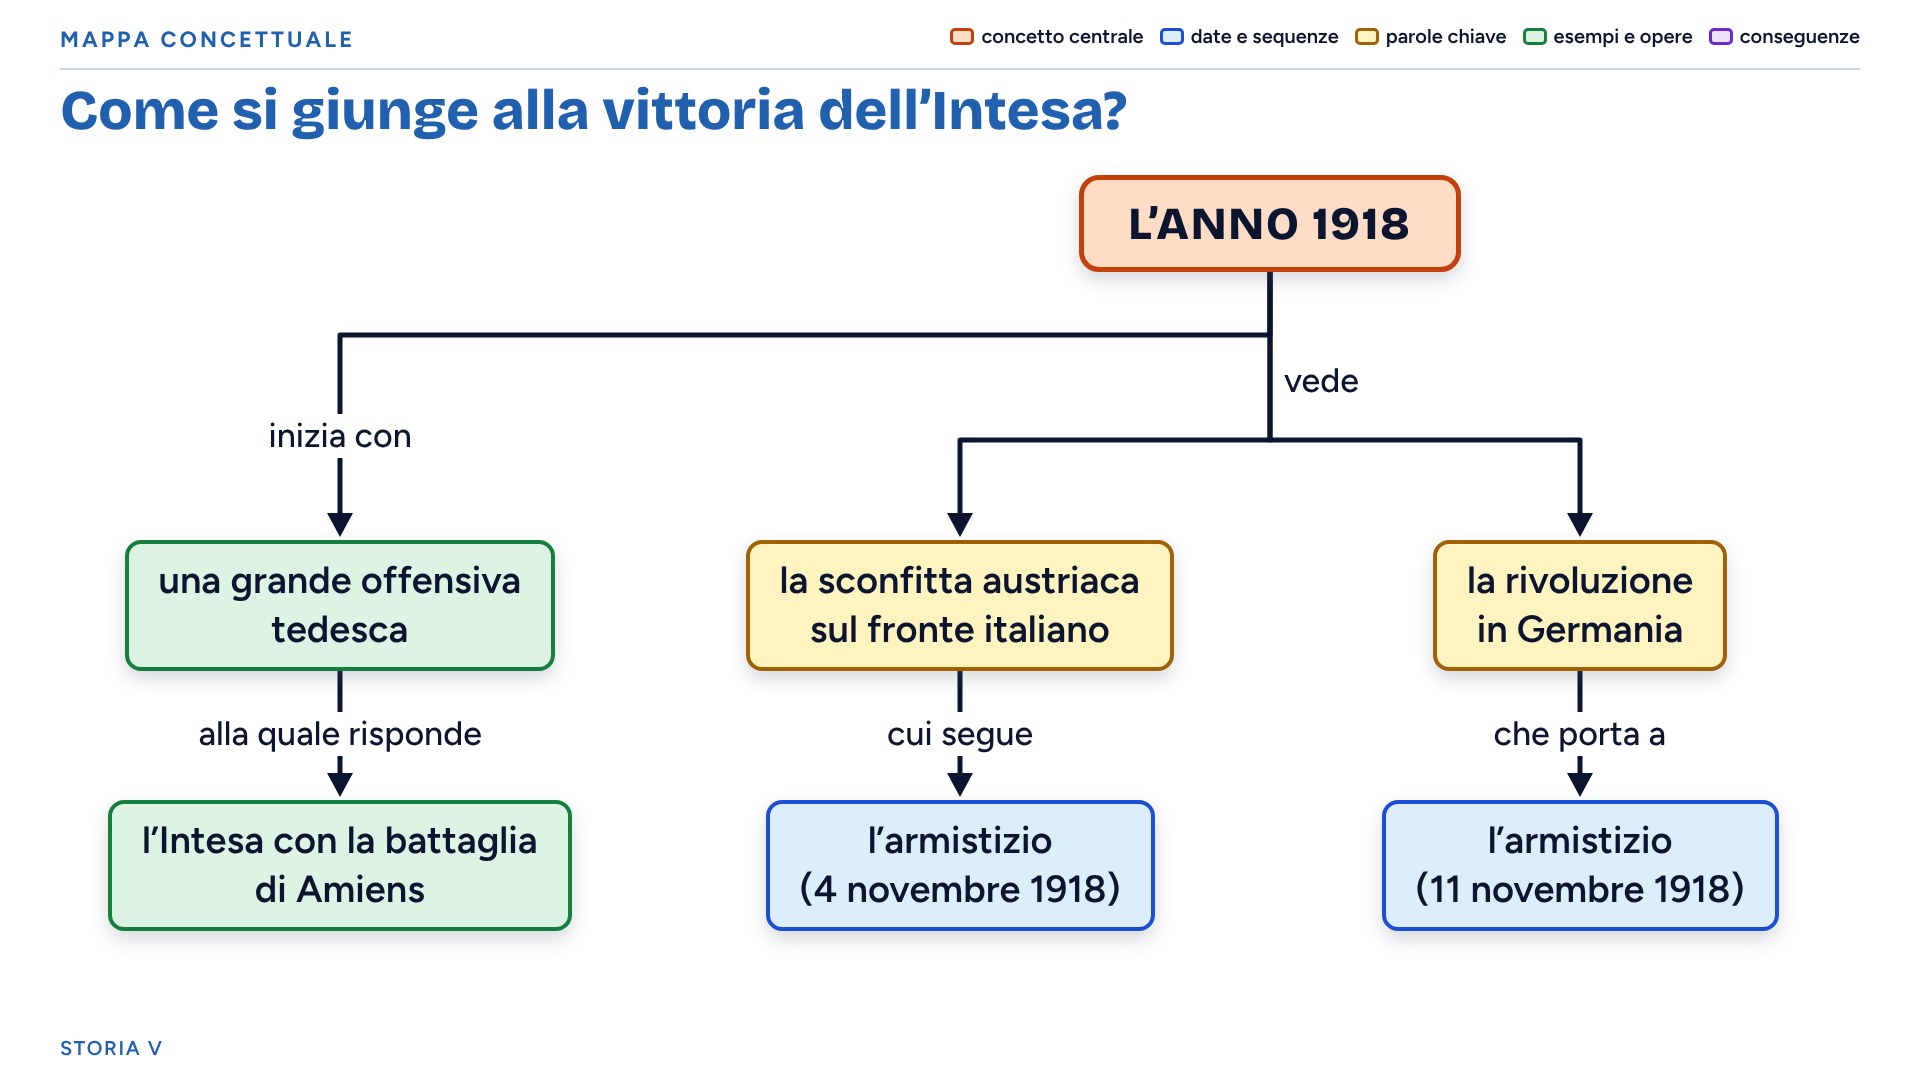 MAPPA CONCETTUALE
concetto centrale
date e sequenze
parole chiave
esempi e opere
conseguenze
Come si giunge alla vittoria dell’Intesa?
L’ANNO 1918
vede
inizia con
una grande offensiva
tedesca
la sconfitta austriaca
sul fronte italiano
la rivoluzione
in Germania
alla quale risponde
cui segue
che porta a
l’Intesa con la battaglia
di Amiens
l’armistizio
(4 novembre 1918)
l’armistizio
(11 novembre 1918)
STORIA V